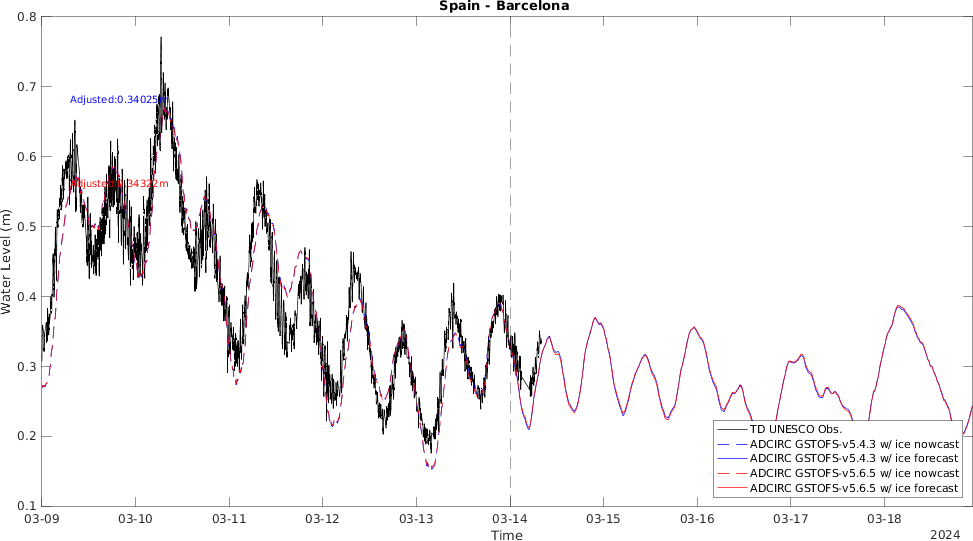 Spain - Barcelona
0.8
0.7
0.6
0.5
0.4
0.3
0.2
0.1
Water Level (m)
Adjusted:0.34025m
Adjusted:0.34322m
TD UNESCO Obs.
ADCIRC GSTOFS-v5.4.3 w/ ice nowcast
ADCIRC GSTOFS-v5.4.3 w/ ice forecast
ADCIRC GSTOFS-v5.6.5 w/ ice nowcast
ADCIRC GSTOFS-v5.6.5 w/ ice forecast
03-09 03-10 03-11 03-12 03-13 03-14 03-15 03-16 03-17 03-18
Time
2024